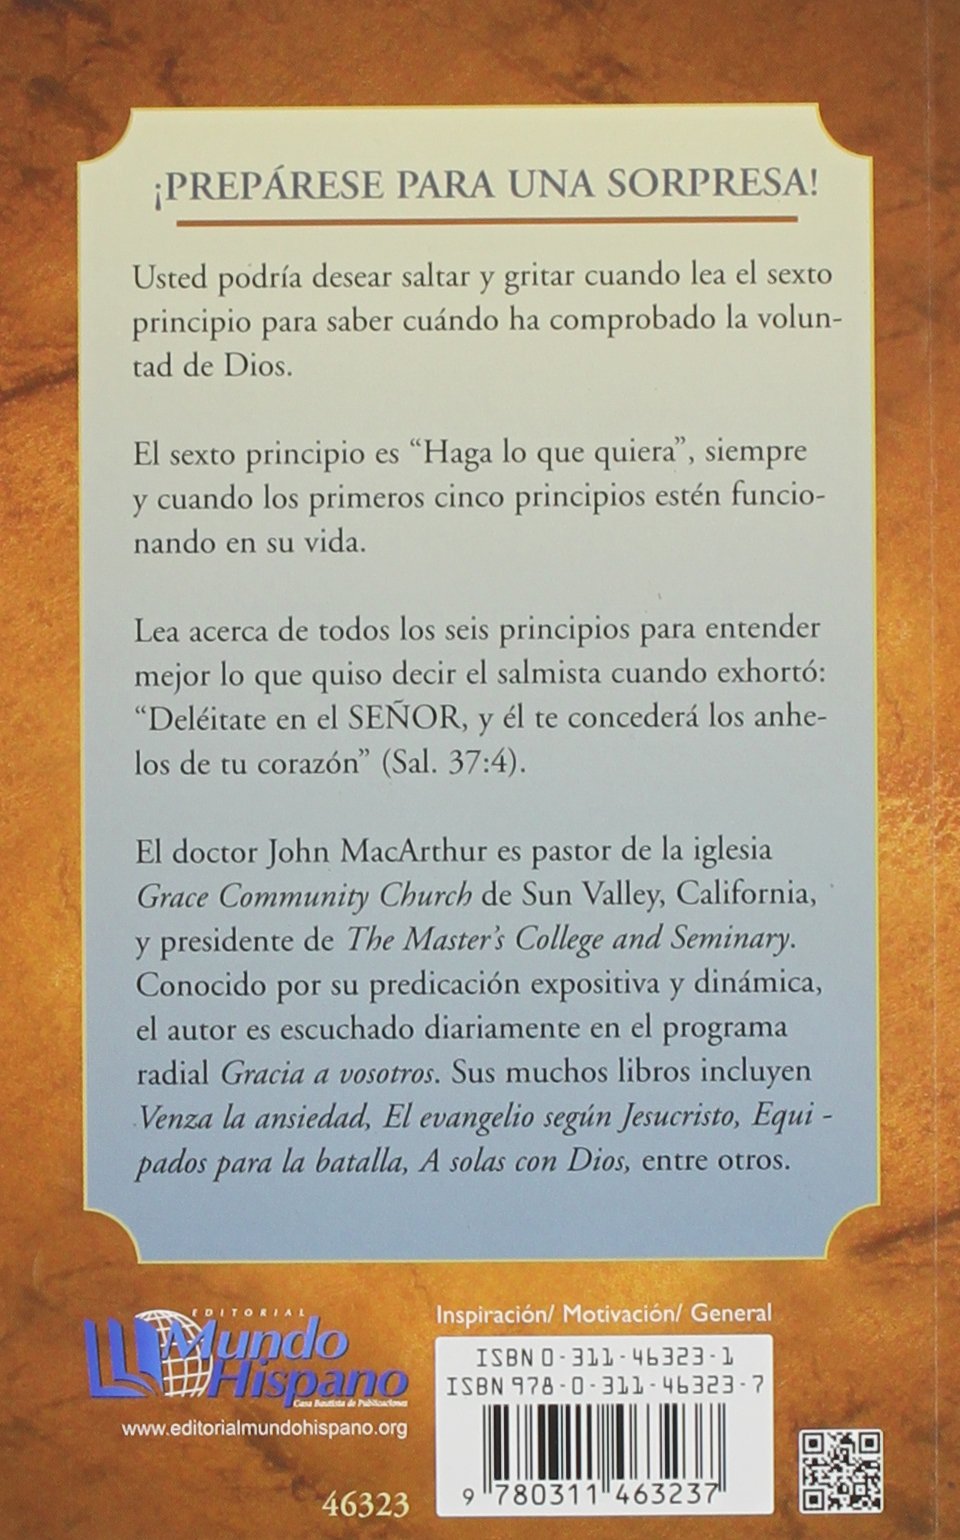 ¡PREPÁRESE PARA UNA SORPRESA!
Usted podría desear saltar y gritar cuando lea el sexto
principio para saber cuándo ha comprobado la volun-
tad de Dios.
El sexto principio es “Haga lo que quiera”, siempre
y cuando los primeros cinco principios estén funcio-
nando en su vida.
Lea acerca de todos los seis principios para entender
mejor lo que quiso decir el salmista cuando exhortó:
“Deléitate en el SEÑOR, y él te concederá los anhe-
los de tu corazón” (Sal. 37:4).
El doctor John MacArthur es pastor de la iglesia
Grace Community Church de Sun Valley, California,
y presidente de The Master’s College and Seminary.
Conocido por su predicación expositiva y dinámica,
el autor es escuchado diariamente en el programa
radial Gracia a vosotros. Sus muchos libros incluyen
Venza la ansiedad, El evangelio según Jesucristo, Equi -
pados para la batalla, A solas con Dios, entre otros.
EDITORIAL
Mundo
Hispano
Casa Bautista de Publicaciones
www.editorialmundohispano.org
46323
Inspiración/ Motivación/ General
ISBN 0-311-46323-1
ISBN 978-0-311-46323-7
9 780311 463237